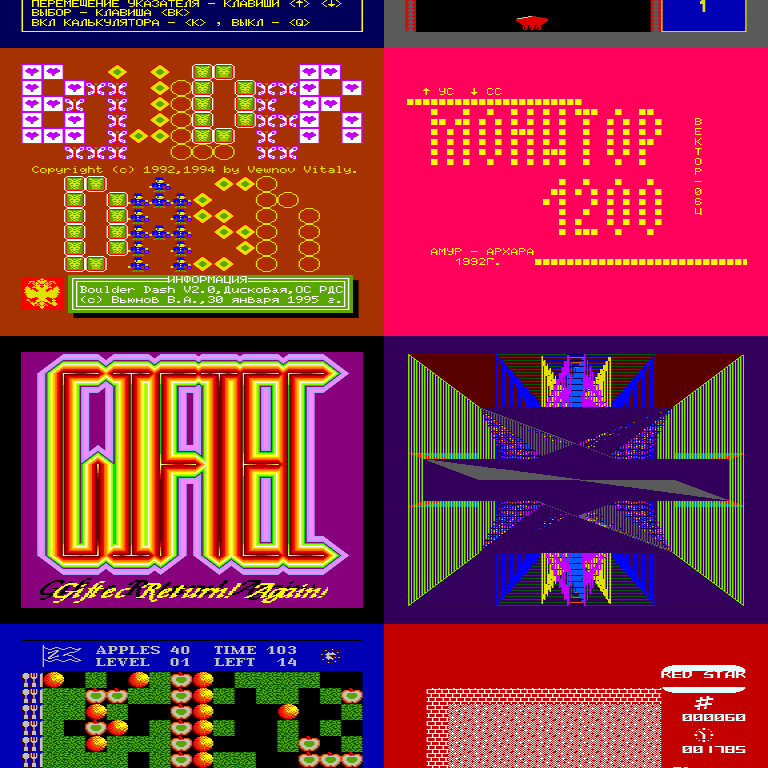 ПЕРЕМЕЩЕНИЕ УКАЗАТЕЛЯ - КЛАВИШИ <↑> <↓>
ВЫБОР - КЛАВИША <ВК>
ВКЛ КАЛЬКУЛЯТОРА - <K> , ВЫКЛ - <Q>
1
Copyright (c) 1992,1994 by Vewnov Vitaly.
DASh
ИНФОРМАЦИЯ
Boulder Dash V2.0,Дисковая,ОС РДС
(c) Вьюнов В.А.,30 января 1995 г.
↑ УС ↓ СС
МОНИТОР
1200
ВЕКТОР-06Ц
АМУР - АРХАРА
1992Г.
Return! Again!
APPLES 40 TIME 103
LEVEL 01 LEFT 14
RED STAR
#
000060
001785